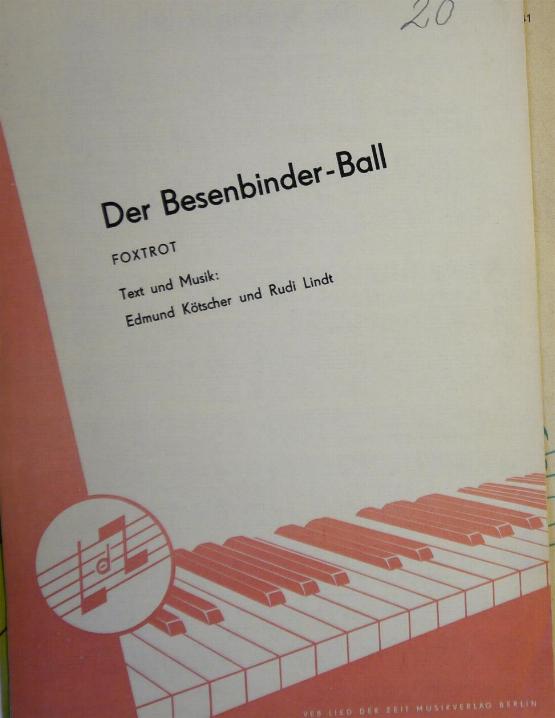 20
Der Besenbinder-Ball
FOXTROT
Text und Musik:
Edmund Kötscher und Rudi Lindt
VEB LIED DER ZEIT MUSIKVERLAG BERLIN